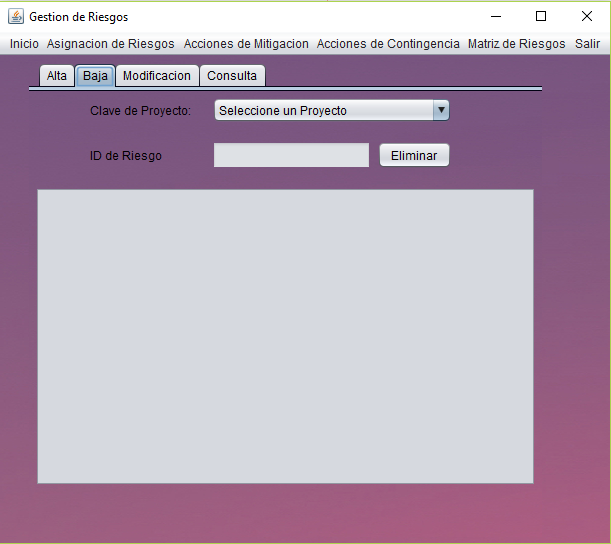 Gestion de Riesgos
Inicio Asignacion de Riesgos Acciones de Mitigacion Acciones de Contingencia Matriz de Riesgos Salir
Alta Baja Modificacion Consulta
Clave de Proyecto: Seleccione un Proyecto
ID de Riesgo Eliminar